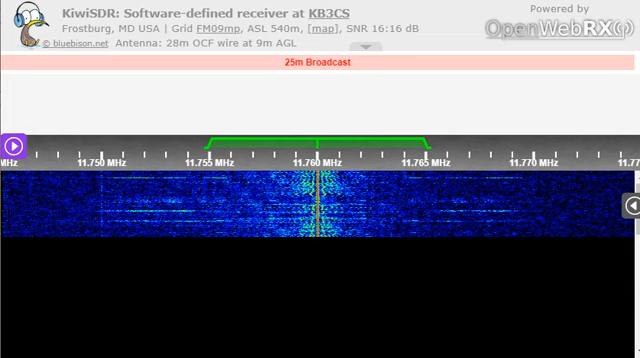 KiwiSDR: Software-defined receiver at KB3CS
Powered by
Frostburg, MD USA | Grid FM09mp, ASL 540m, [map], SNR 16:16 dB
OpenWebRX
© bluebison.net Antenna: 28m OCF wire at 9m AGL
25m Broadcast
MHz 11.750 MHz 11.755 MHz 11.760 MHz 11.765 MHz 11.770 MHz 11.77